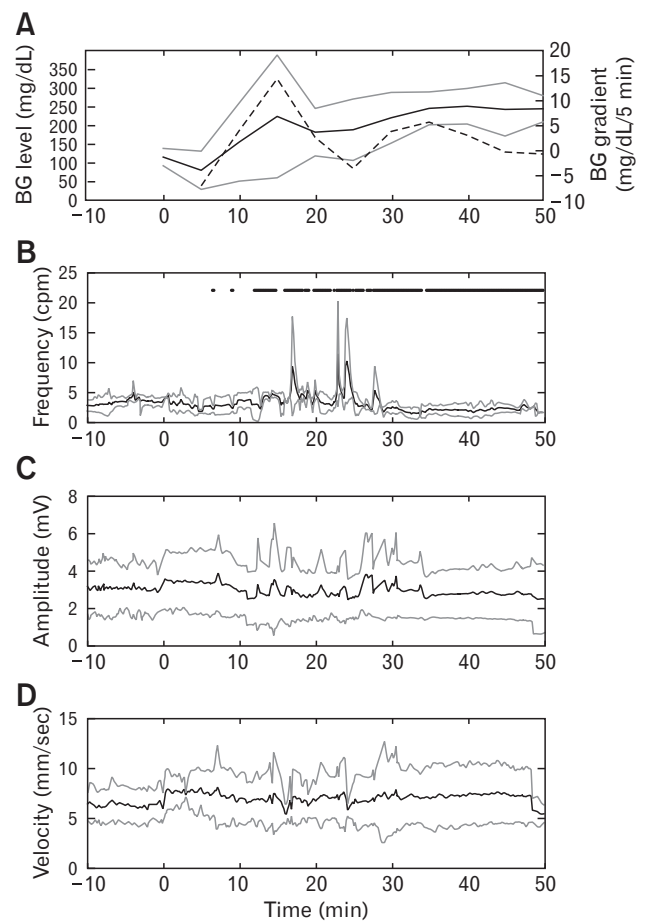 A
BG level (mg/dL)
350
300
250
200
150
100
50
0
20
15
10
5
0
−5
−10
BG gradient
(mg/dL/5 min)
−10 0 10 20 30 40 50
B
Frequency (cpm)
25
20
15
10
5
0
−10 0 10 20 30 40 50
C
Amplitude (mV)
8
6
4
2
0
−10 0 10 20 30 40 50
D
Velocity (mm/sec)
15
10
5
0
−10 0 10 20 30 40 50
Time (min)